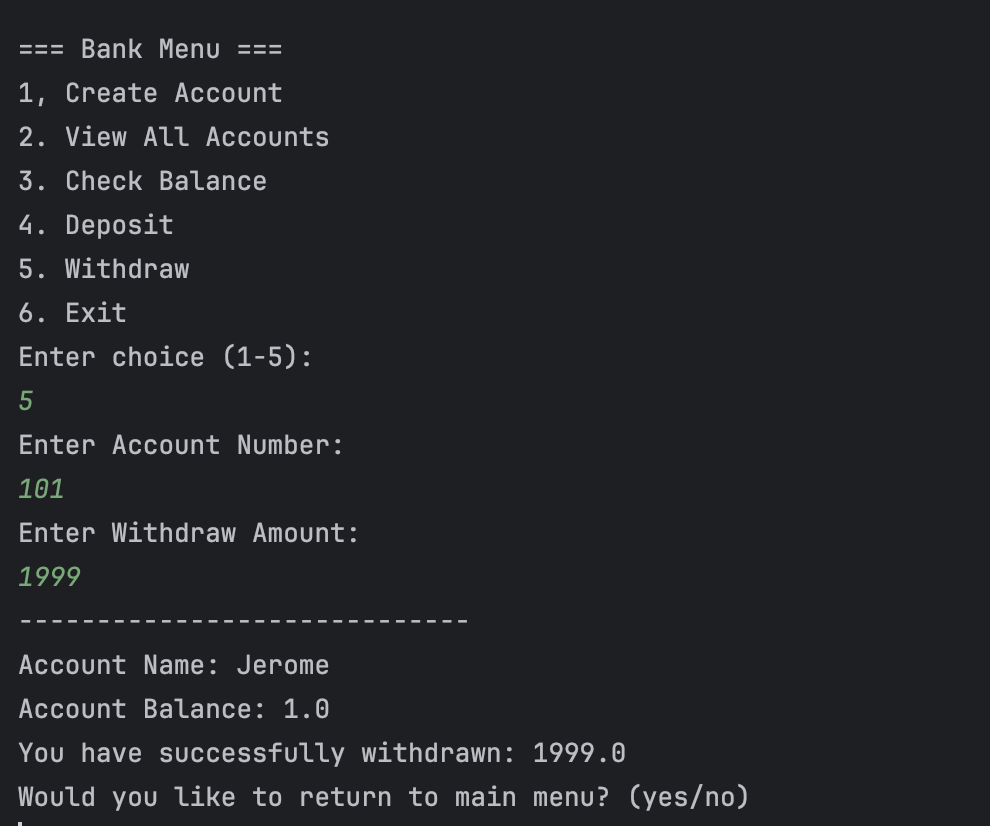 === Bank Menu ===
1, Create Account
2. View All Accounts
3. Check Balance
4. Deposit
5. Withdraw
6. Exit
Enter choice (1-5):
5
Enter Account Number:
101
Enter Withdraw Amount:
1999
-----------------------------
Account Name: Jerome
Account Balance: 1.0
You have successfully withdrawn: 1999.0
Would you like to return to main menu? (yes/no)